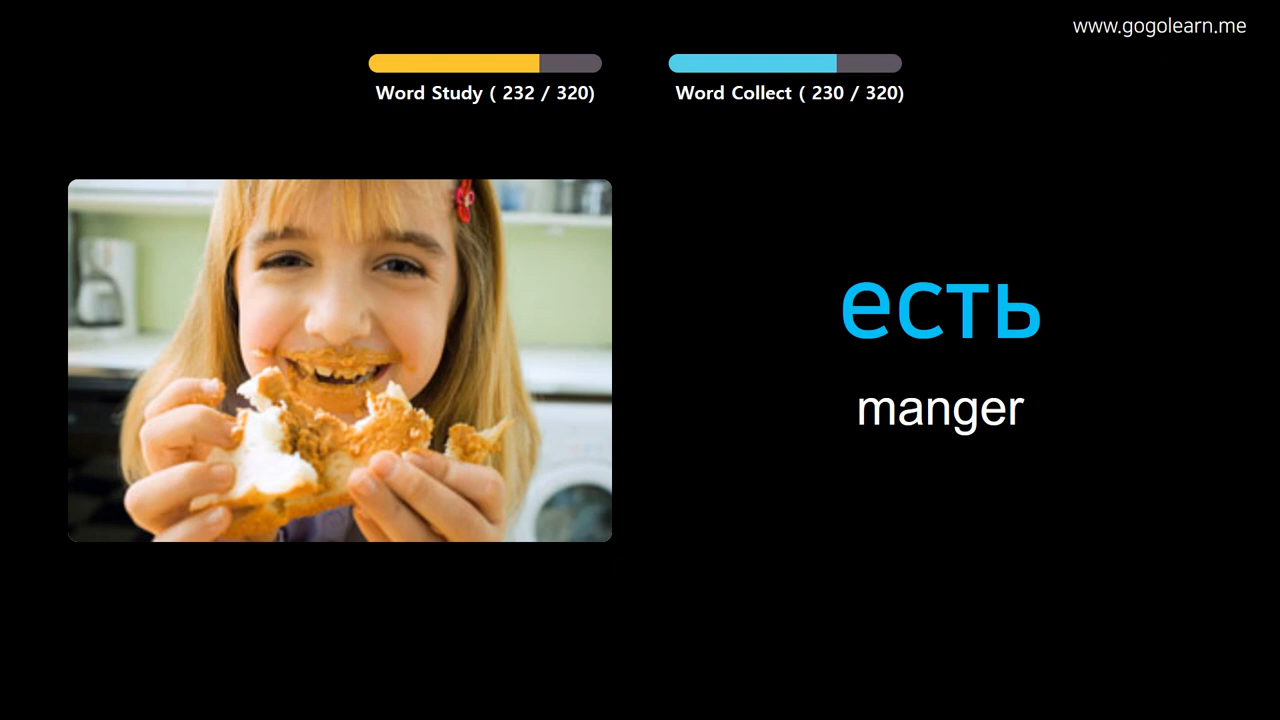 www.gogolearn.me
Word Study ( 232 / 320)
Word Collect ( 230 / 320)
есть
manger